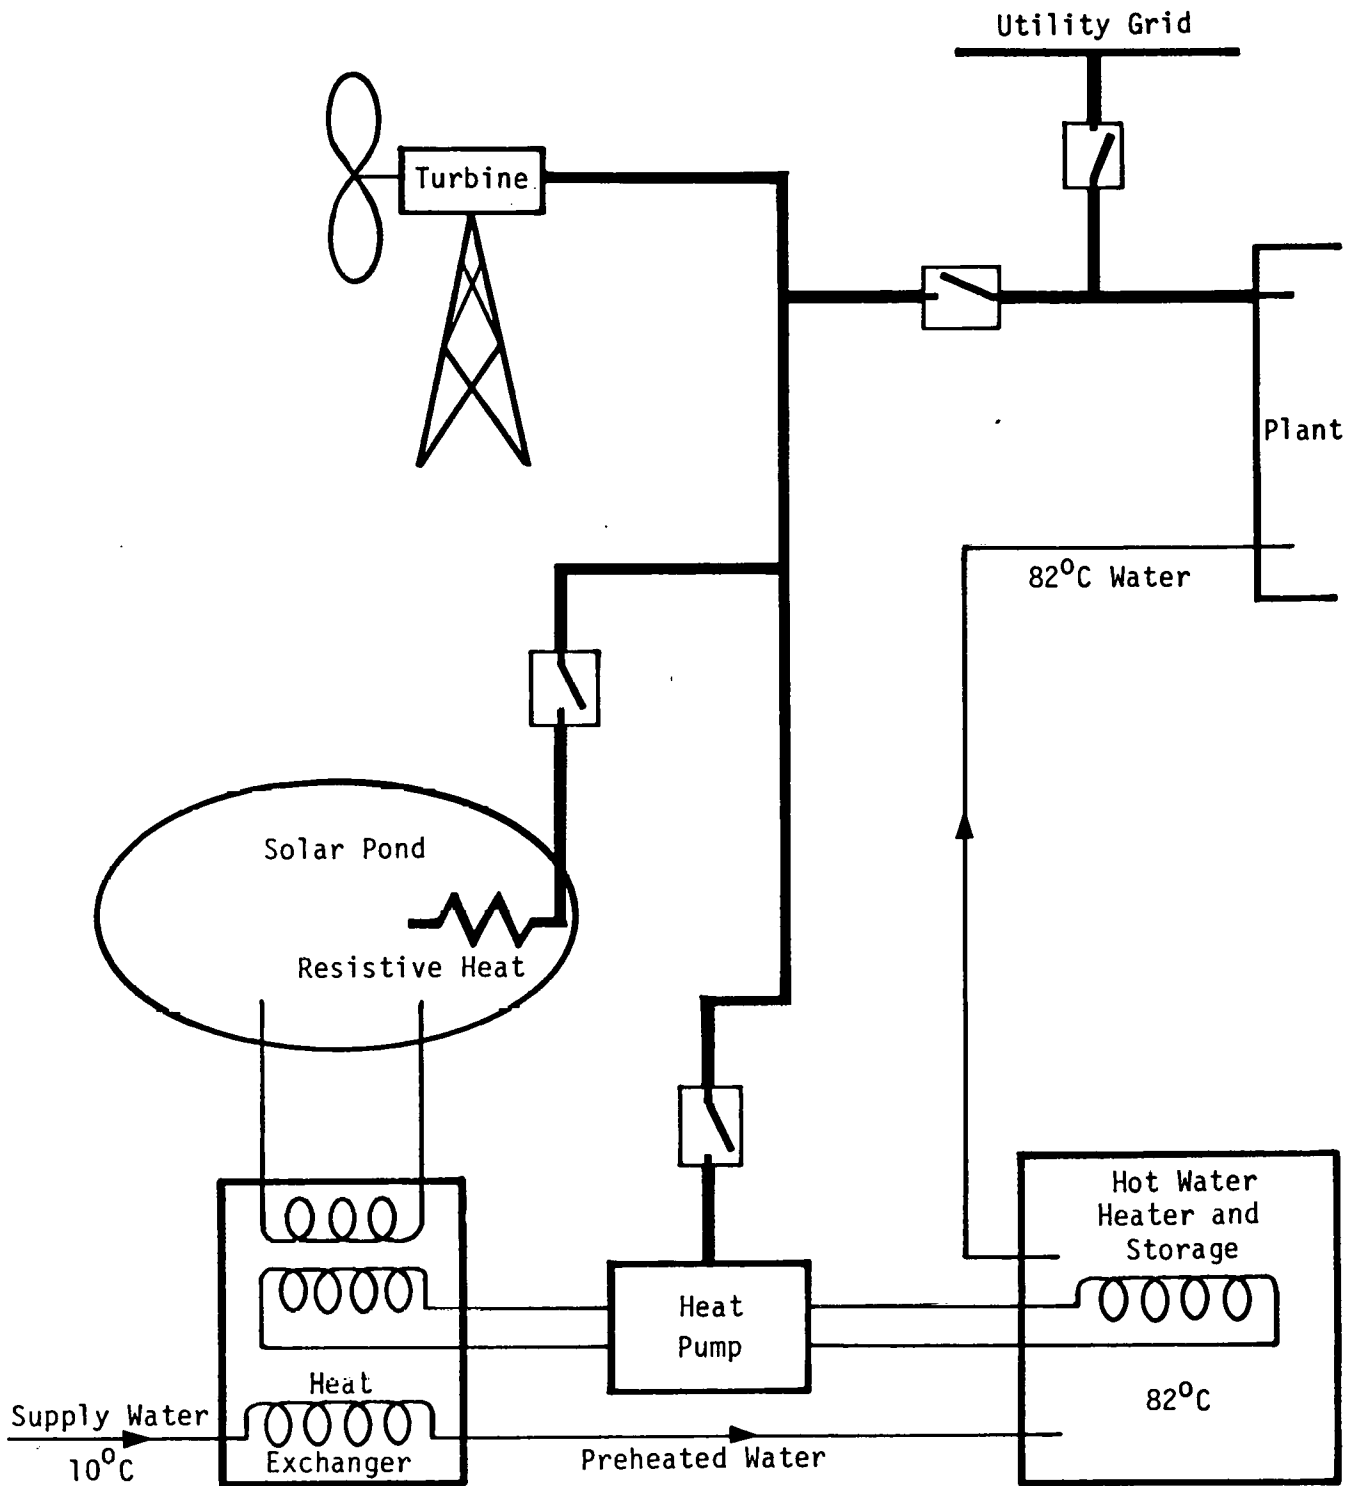 Utility Grid
Turbine
Plant
82°C Water
Solar Pond
Resistive Heat
Hot Water
Heater and
Storage
Heat
Pump
82°C
Heat
Exchanger
Supply Water
10°C
Preheated Water